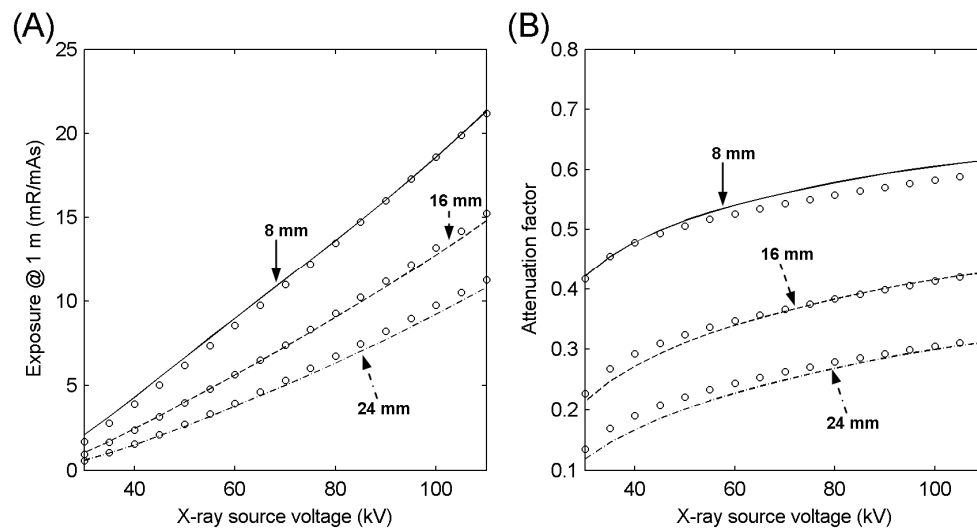 (A)
Exposure @ 1 m (mR/mAs)
25
20
15
10
5
0
8 mm
16 mm
24 mm
40
60
80
100
X-ray source voltage (kV)
(B)
Attenuation factor
0.8
0.7
0.6
0.5
0.4
0.3
0.2
0.1
8 mm
16 mm
24 mm
40
60
80
100
X-ray source voltage (kV)